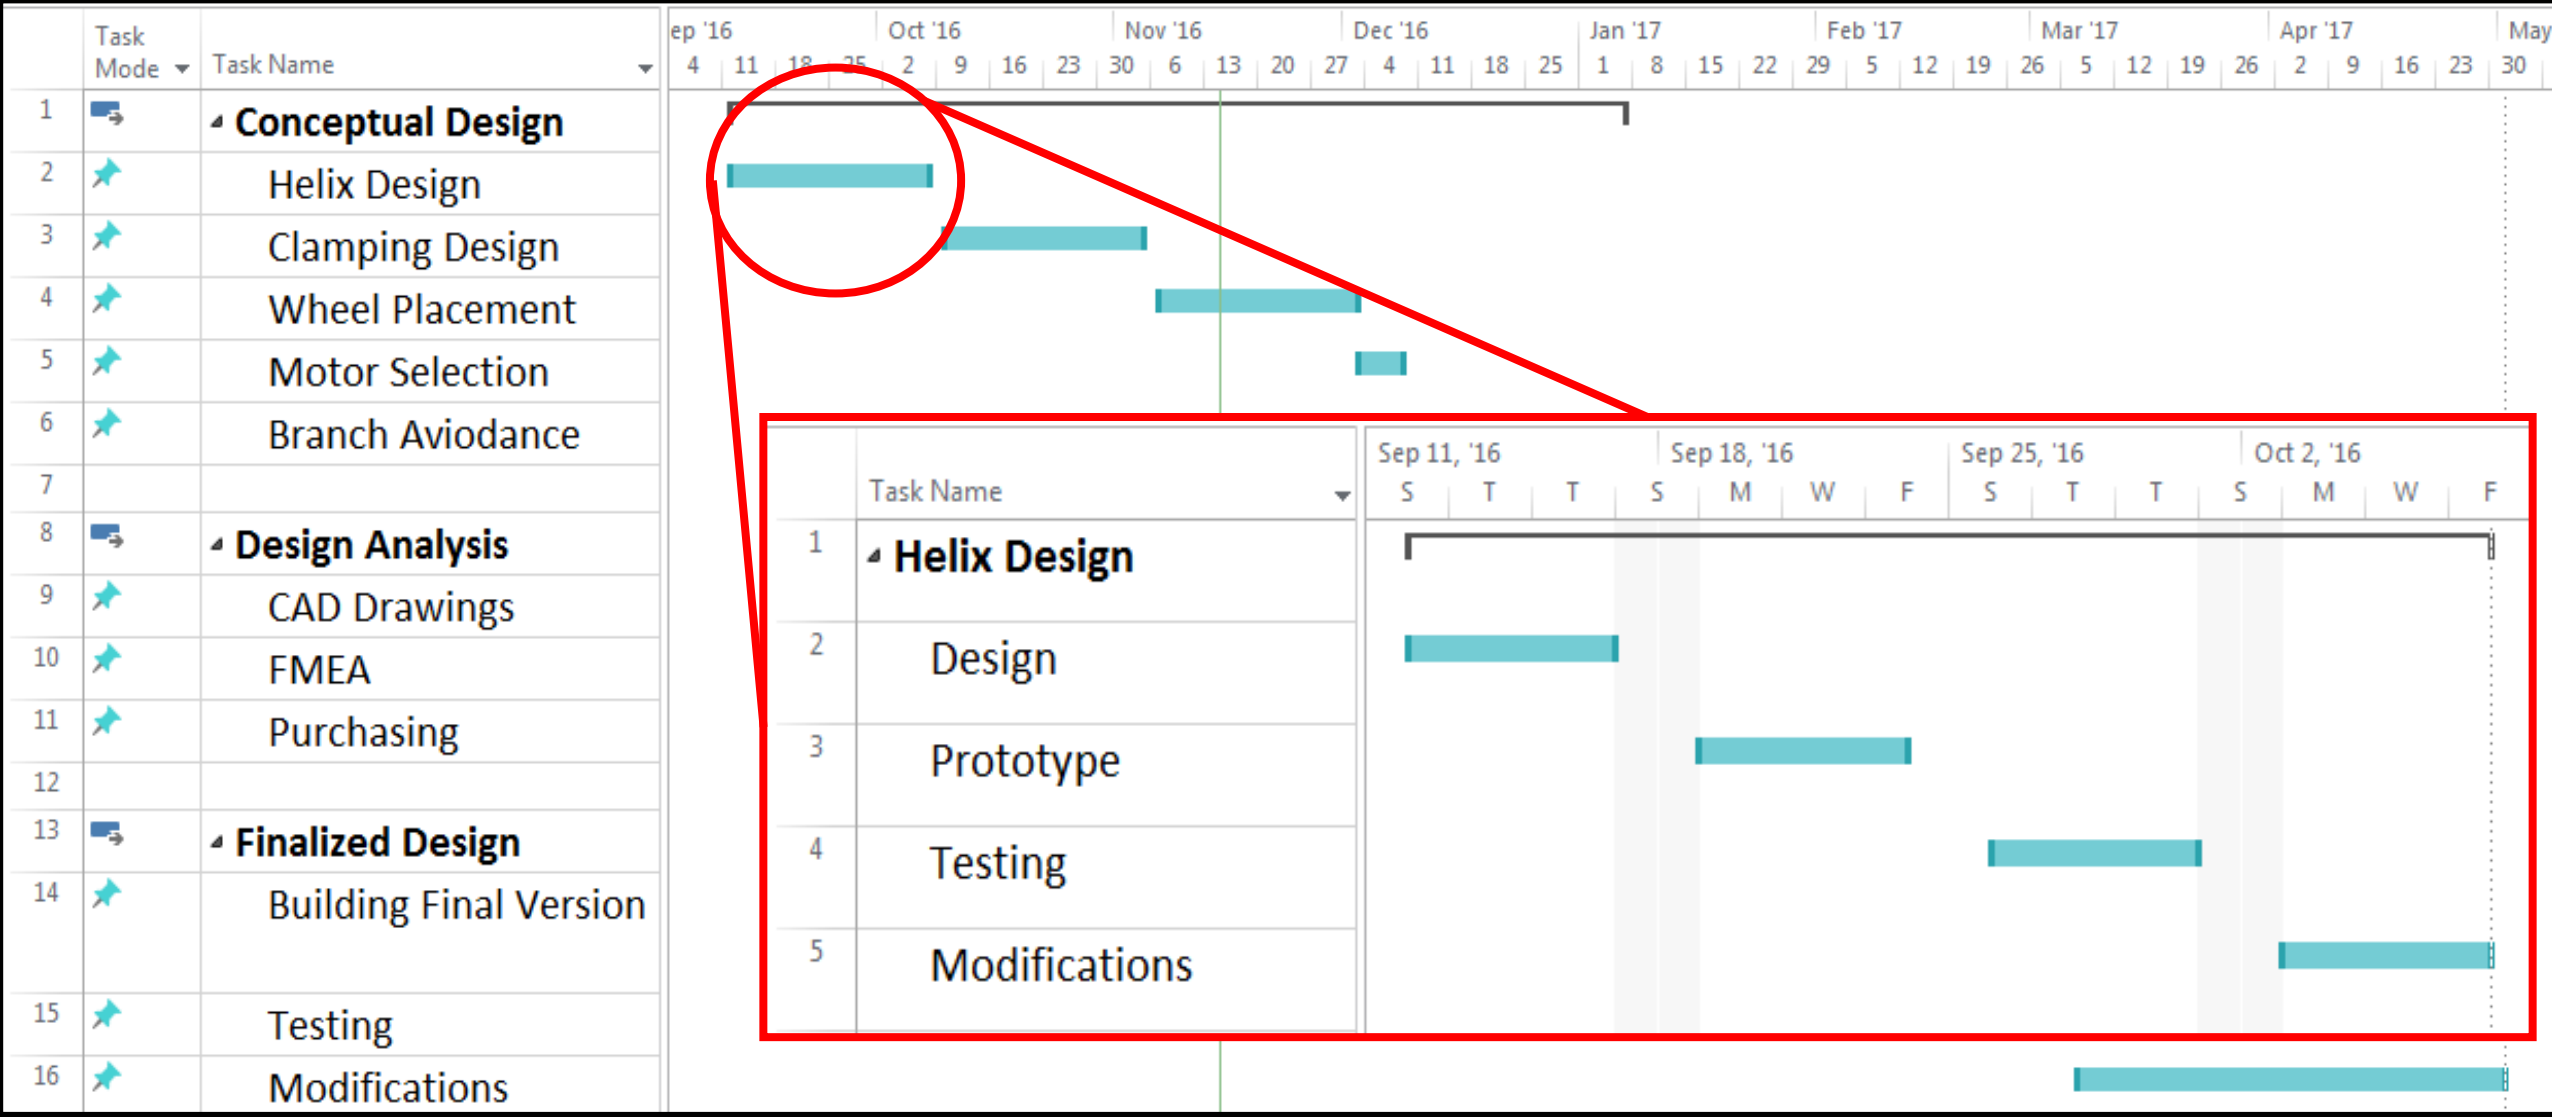 Task
Mode
Task Name
ep '16 Oct '16 Nov '16 Dec '16 Jan '17 Feb '17 Mar '17 Apr '17 May
4 11 18 25 2 9 16 23 30 6 13 20 27 4 11 18 25 1 8 15 22 29 5 12 19 26 5 12 19 26 2 9 16 23 30
1 Conceptual Design
2 Helix Design
3 Clamping Design
4 Wheel Placement
5 Motor Selection
6 Branch Aviodance
7
8 Design Analysis
9 CAD Drawings
10 FMEA
11 Purchasing
12
13 Finalized Design
14 Building Final Version
15 Testing
16 Modifications
Task Name
Sep 11, '16 Sep 18, '16 Sep 25, '16 Oct 2, '16
S T T S M W F S T T S M W F
1 Helix Design
2 Design
3 Prototype
4 Testing
5 Modifications